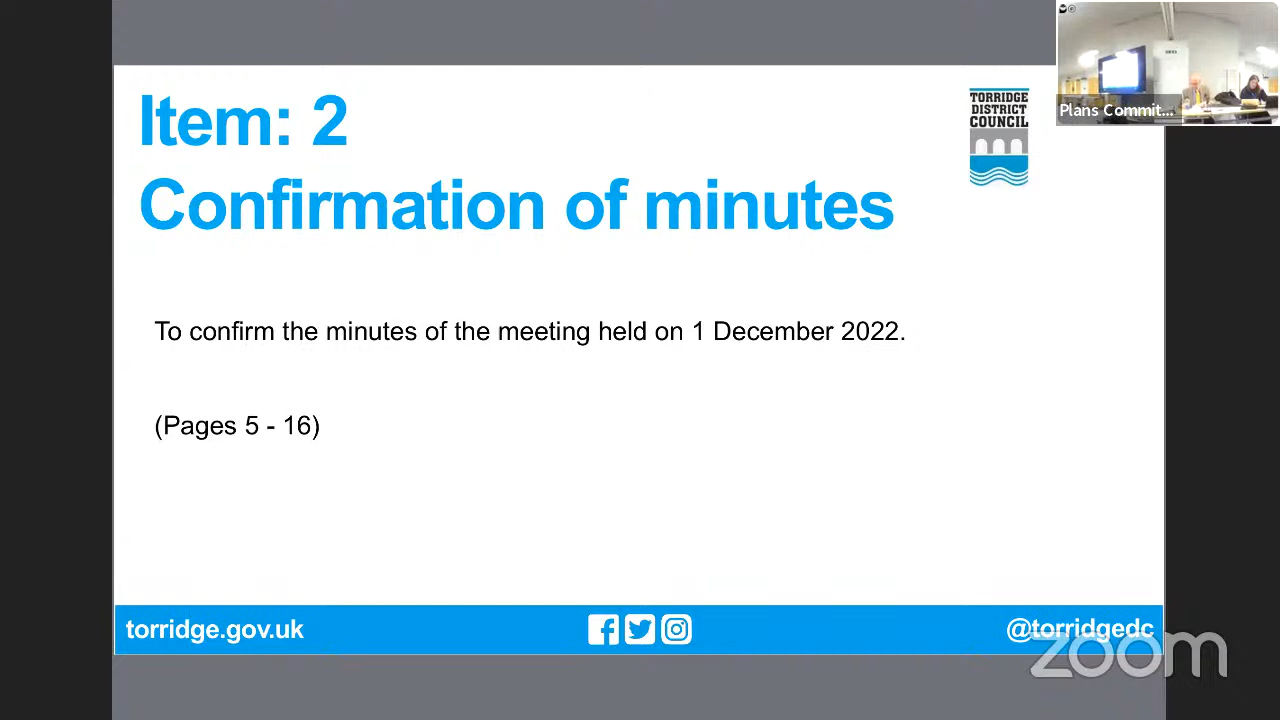 Item: 2
Confirmation of minutes
TORRIDGE
DISTRICT
COUNCIL
Plans Commit...
To confirm the minutes of the meeting held on 1 December 2022.
(Pages 5 - 16)
torridge.gov.uk
@torridgedc
zoom